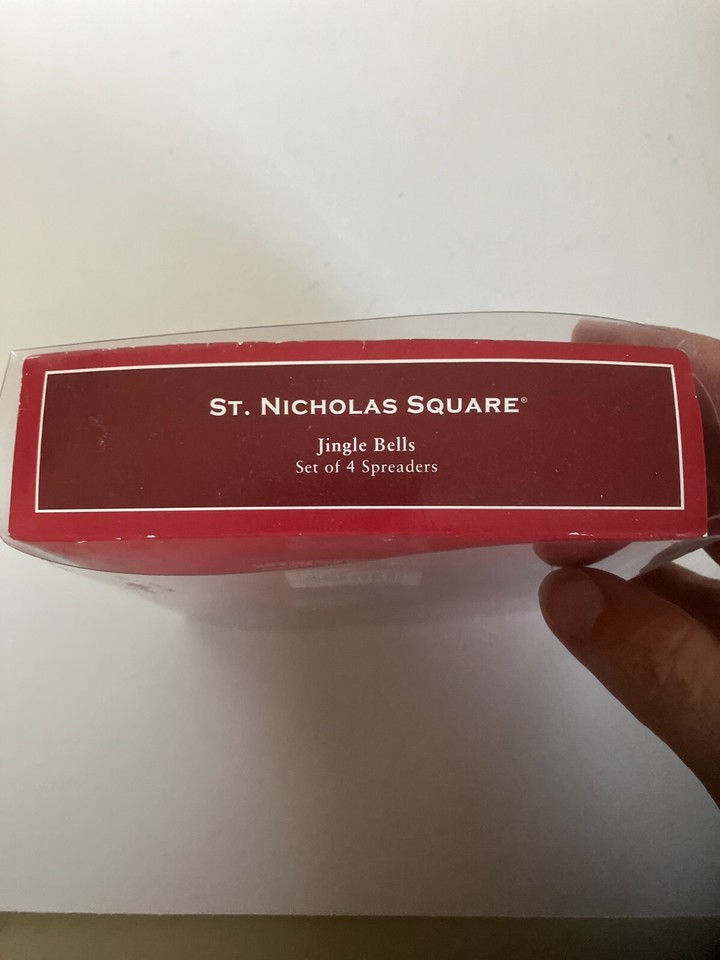 St. Nicholas Square®
Jingle Bells
Set of 4 Spreaders